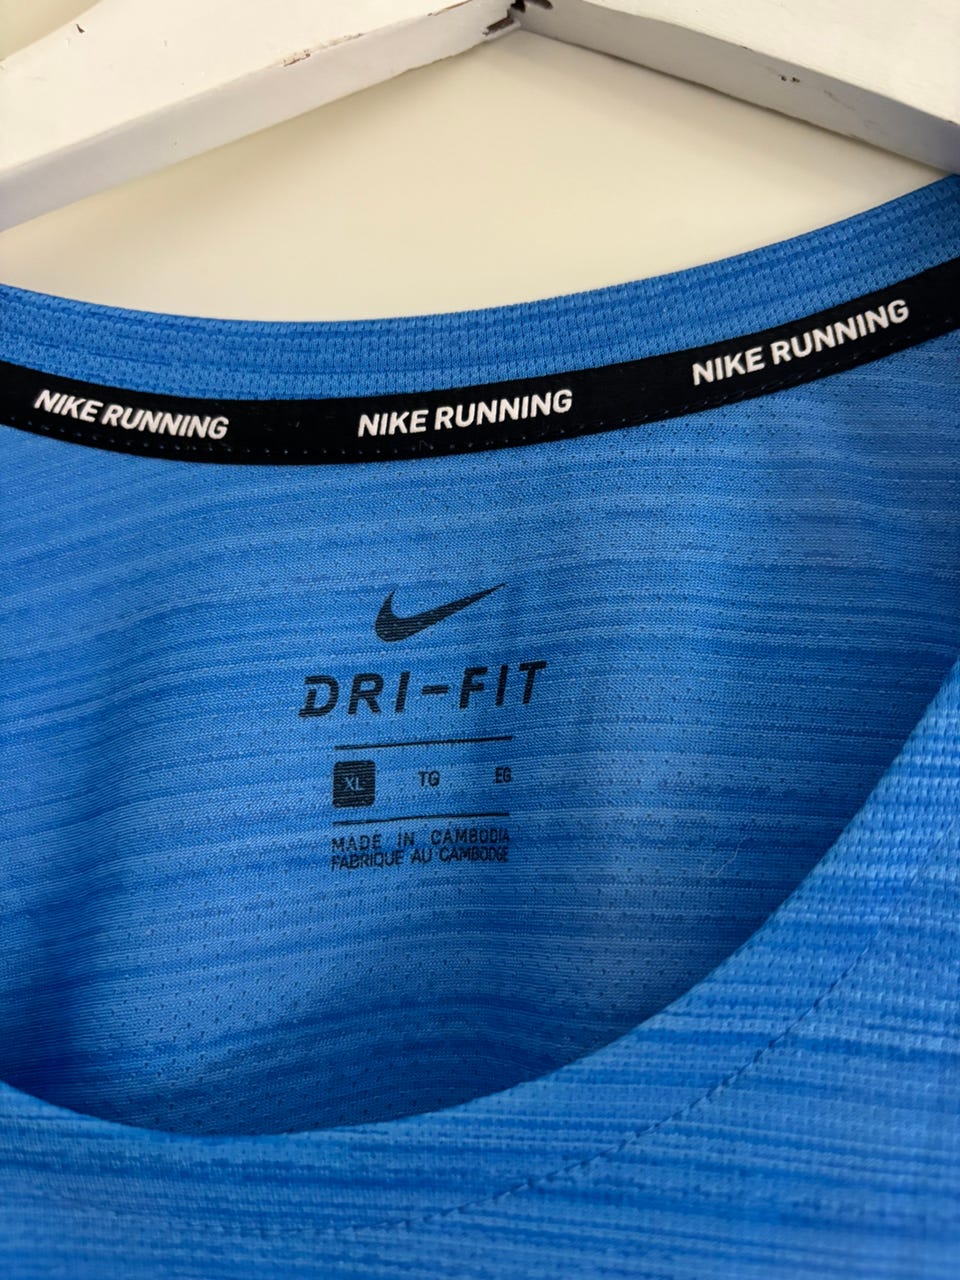 NIKE RUNNING NIKE RUNNING NIKE RUNNING
DRI-FIT
XL TG EG
MADE IN CAMBODIA
FABRIQUE AU CAMBODGE